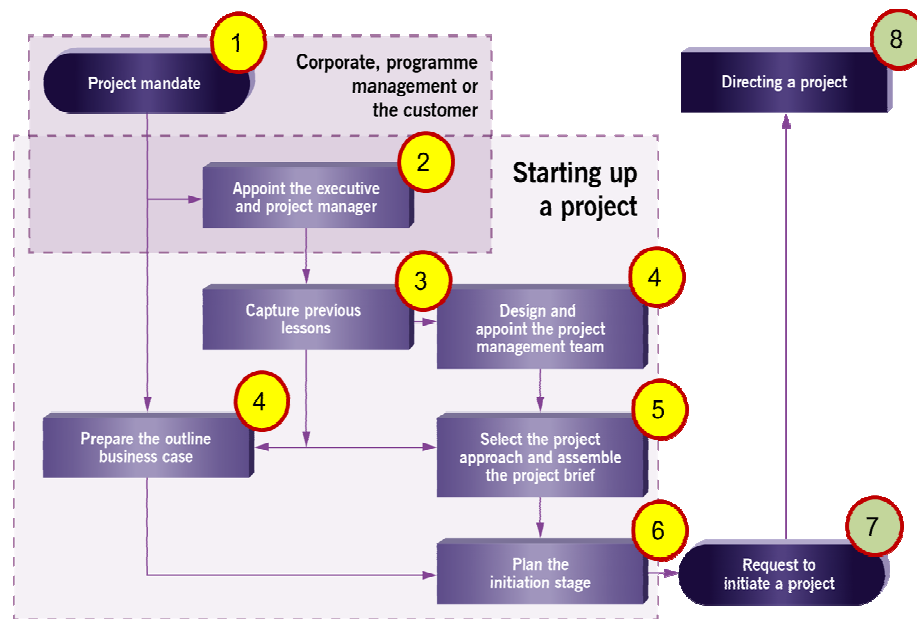 1
Project mandate
Corporate, programme
management or
the customer
8
Directing a project
2
Appoint the executive
and project manager
Starting up
a project
3
Capture previous
lessons
4
Design and
appoint the project
management team
4
Prepare the outline
business case
5
Select the project
approach and assemble
the project brief
6
Plan the
initiation stage
7
Request to
initiate a project